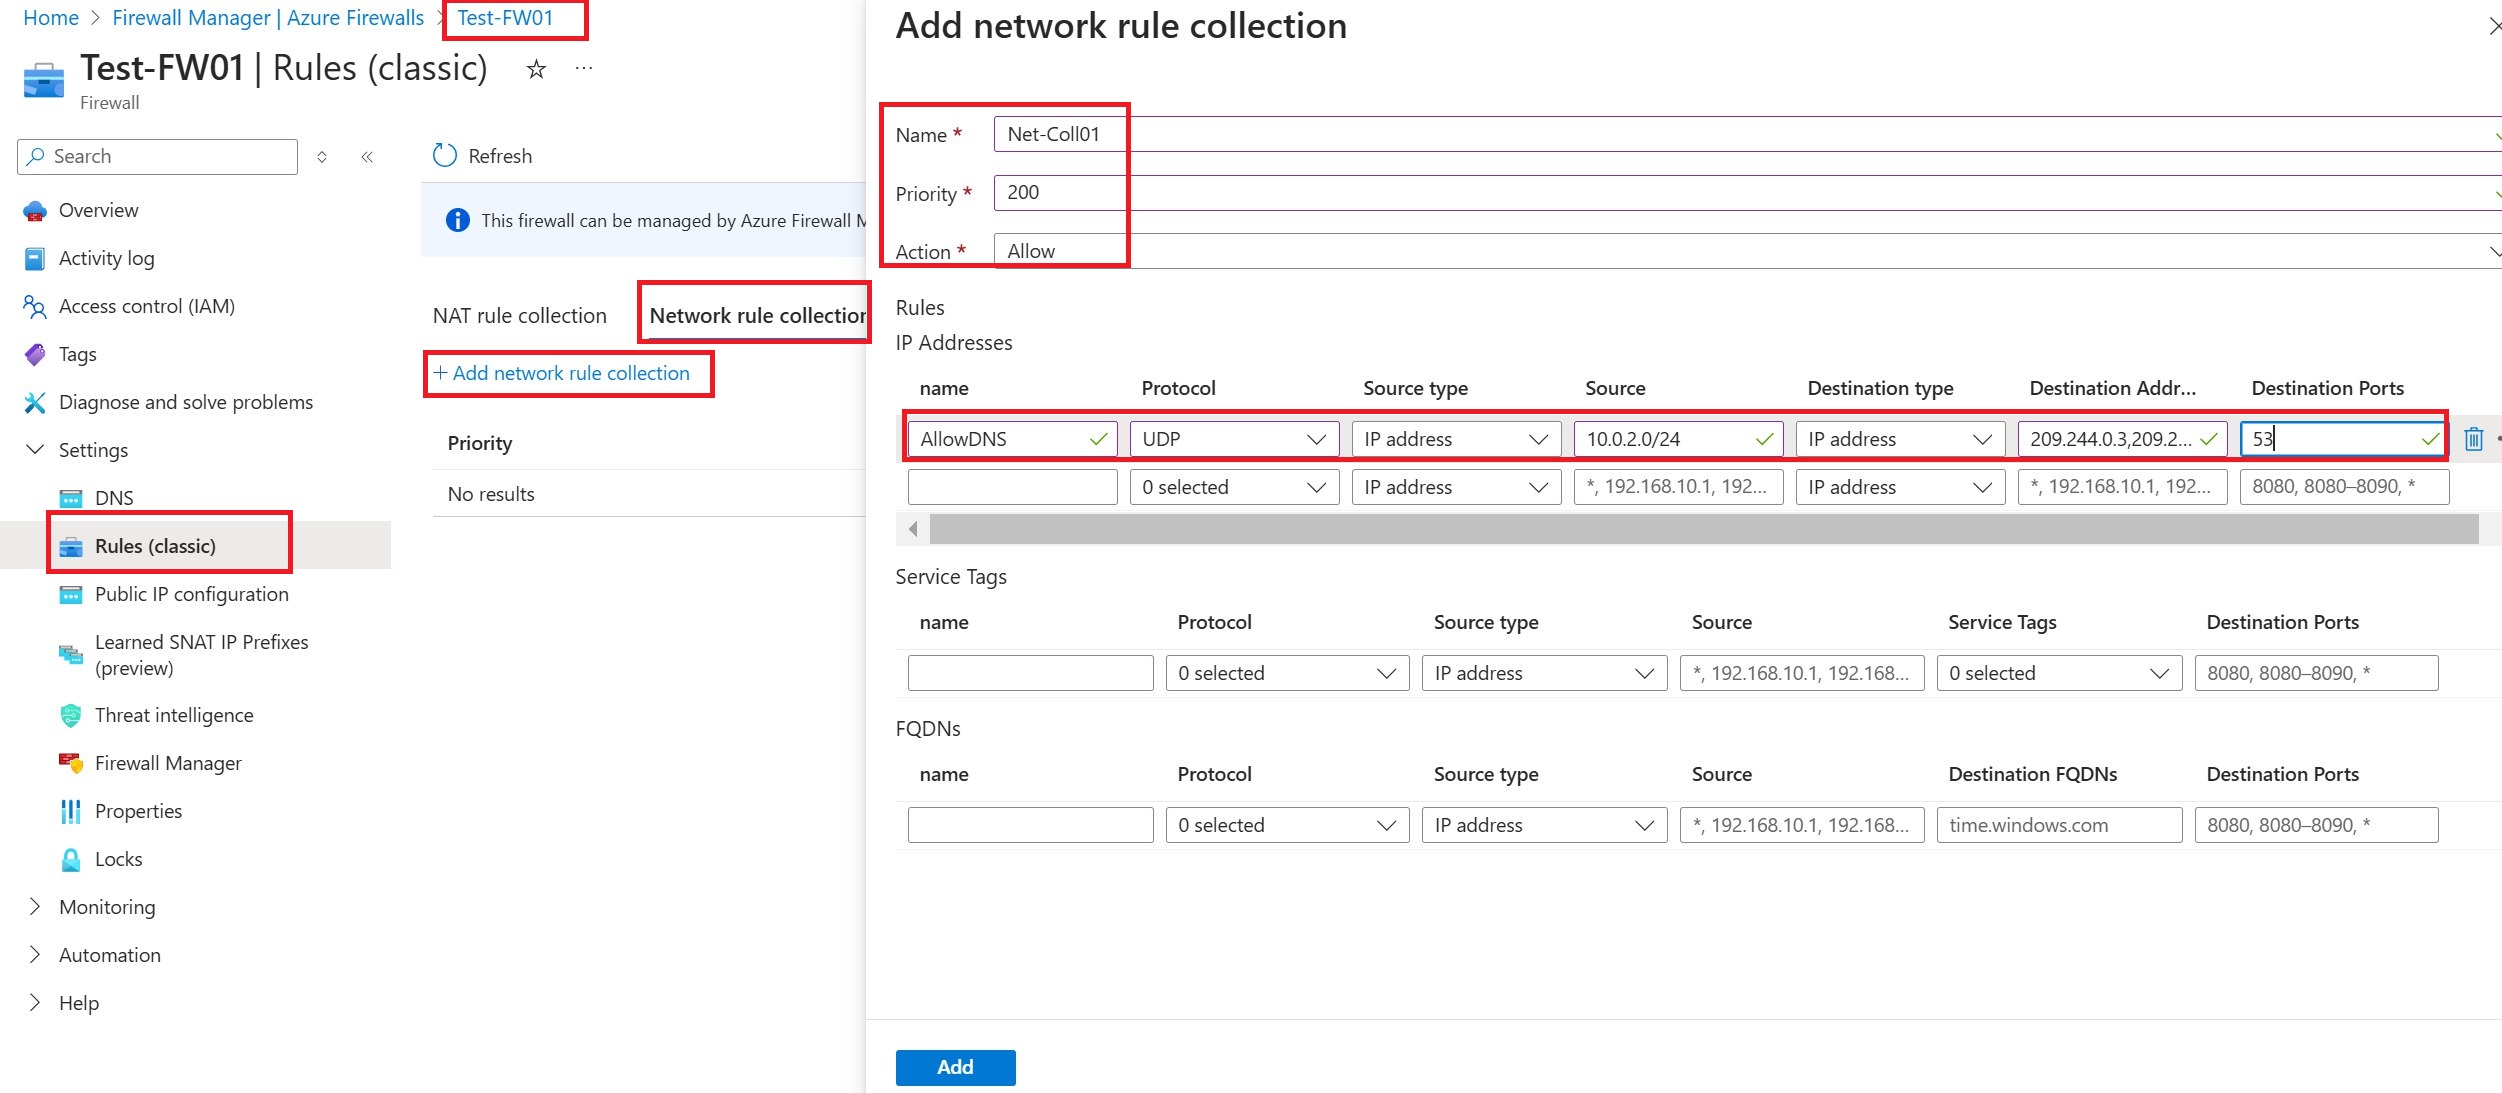 Home > Firewall Manager | Azure Firewalls > Test-FW01
Test-FW01 | Rules (classic)
Firewall
Search
Overview
Activity log
Access control (IAM)
Tags
Diagnose and solve problems
Settings
DNS
Rules (classic)
Public IP configuration
Learned SNAT IP Prefixes
(preview)
Threat intelligence
Firewall Manager
Properties
Locks
Monitoring
Automation
Help
Refresh
This firewall can be managed by Azure Firewall M
NAT rule collection Network rule collection
+ Add network rule collection
Priority
No results
Add network rule collection
Name * Net-Coll01
Priority * 200
Action * Allow
Rules
IP Addresses
name Protocol Source type Source Destination type Destination Addr... Destination Ports
AllowDNS UDP IP address 10.0.2.0/24 IP address 209.244.0.3,209.2... 53
0 selected IP address *, 192.168.10.1, 192... IP address *, 192.168.10.1, 192... 8080, 8080–8090, *
Service Tags
name Protocol Source type Source Service Tags Destination Ports
0 selected IP address *, 192.168.10.1, 192.168... 0 selected 8080, 8080–8090, *
FQDNs
name Protocol Source type Source Destination FQDNs Destination Ports
0 selected IP address *, 192.168.10.1, 192.168... time.windows.com 8080, 8080–8090, *
Add